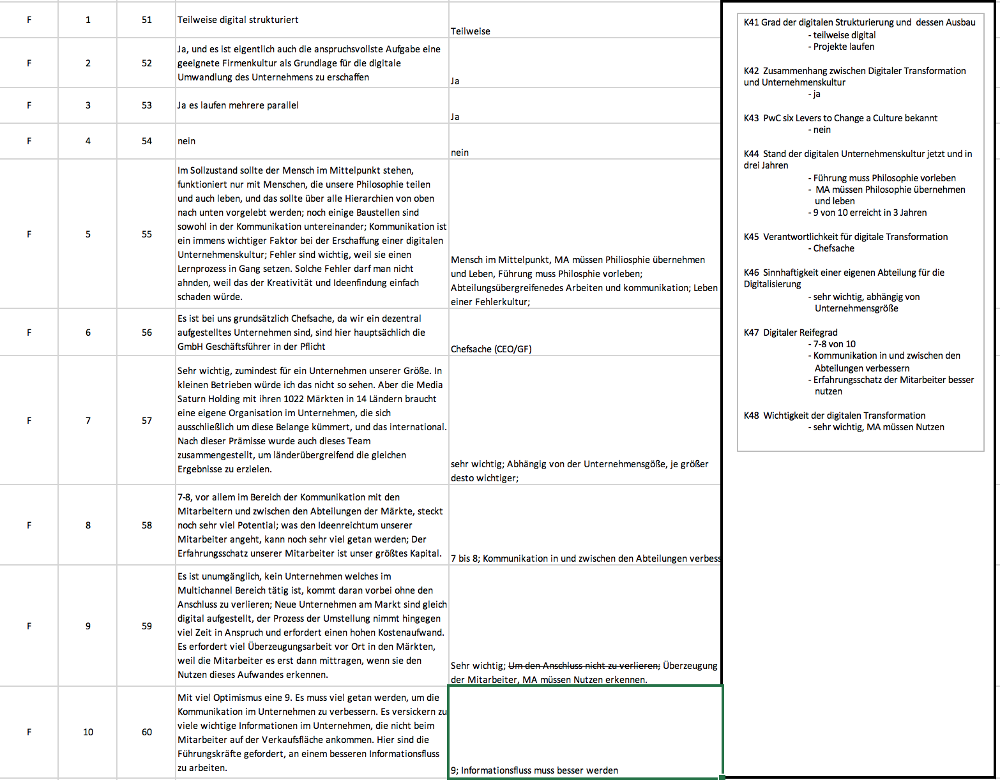 F 1 51 Teilweise digital strukturiert
Teilweise
F 2 52 Ja, und es ist eigentlich auch die anspruchsvollste Aufgabe eine
geeignete Firmenkultur als Grundlage für die digitale
Umwandlung des Unternehmens zu erschaffen
Ja
F 3 53 Ja es laufen mehrere parallel
Ja
F 4 54 nein
nein
F 5 55 Im Sollzustand sollte der Mensch im Mittelpunkt stehen,
funktioniert nur mit Menschen, die unsere Philosophie teilen
und auch leben, und das sollte über alle Hierarchien von oben
nach unten vorgelebt werden; noch einige Baustellen sind
sowohl in der Kommunikation untereinander; Kommunikation ist
ein immens wichtiger Faktor bei der Erschaffung einer digitalen
Unternehmenskultur; Fehler sind wichtig, weil sie einen
Lernprozess in Gang setzen. Solche Fehler darf man nicht
ahnden, weil das der Kreativität und Ideenfindung einfach
schaden würde.
Mensch im Mittelpunkt, MA müssen Philiosphie übernehmen
und Leben, Führung muss Philosphie vorleben;
Abteilungsübergreifenedes Arbeiten und kommunikation; Leben
einer Fehlerkultur;
F 6 56 Es ist bei uns grundsätzlich Chefsache, da wir ein dezentral
aufgestelltes Unternehmen sind, sind hier hauptsächlich die
GmbH Geschäftsführer in der Pflicht
Chefsache (CEO/GF)
F 7 57 Sehr wichtig, zumindest für ein Unternehmen unserer Größe. In
kleinen Betrieben würde ich das nicht so sehen. Aber die Media
Saturn Holding mit ihren 1022 Märkten in 14 Ländern braucht
eine eigene Organisation im Unternehmen, die sich
ausschließlich um diese Belange kümmert, und das international.
Nach dieser Prämisse wurde auch dieses Team
zusammengestellt, um länderübergreifend die gleichen
Ergebnisse zu erzielen.
sehr wichtig; Abhängig von der Unternehmensgöße, je größer
desto wichtiger;
F 8 58 7-8, vor allem im Bereich der Kommunikation mit den
Mitarbeitern und zwischen den Abteilungen der Märkte, steckt
noch sehr viel Potential; was den Ideenreichtum unserer
Mitarbeiter angeht, kann noch sehr viel getan werden; Der
Erfahrungsschatz unserer Mitarbeiter ist unser größtes Kapital.
7 bis 8; Kommunikation in und zwischen den Abteilungen verbess
F 9 59 Es ist unumgänglich, kein Unternehmen welches im
Multichannel Bereich tätig ist, kommt daran vorbei ohne den
Anschluss zu verlieren; Neue Unternehmen am Markt sind gleich
digital aufgestellt, der Prozess der Umstellung nimmt hingegen
viel Zeit in Anspruch und erfordert einen hohen Kostenaufwand.
Es erfordert viel Überzeugungsarbeit vor Ort in den Märkten,
weil die Mitarbeiter es erst dann mittragen, wenn sie den
Nutzen dieses Aufwandes erkennen.
Sehr wichtig; Um den Anschluss nicht zu verlieren; Überzeugung
der Mitarbeiter, MA müssen Nutzen erkennen.
F 10 60 Mit viel Optimismus eine 9. Es muss viel getan werden, um die
Kommunikation im Unternehmen zu verbessern. Es versickern zu
viele wichtige Informationen im Unternehmen, die nicht beim
Mitarbeiter auf der Verkaufsfläche ankommen. Hier sind die
Führungskräfte gefordert, an einem besseren Informationsfluss
zu arbeiten.
9; Informationsfluss muss besser werden
K41 Grad der digitalen Strukturierung und dessen Ausbau
- teilweise digital
- Projekte laufen
K42 Zusammenhang zwischen Digitaler Transformation
und Unternehmenskultur
- ja
K43 PwC six Levers to Change a Culture bekannt
- nein
K44 Stand der digitalen Unternehmenskultur jetzt und in
drei Jahren
- Führung muss Philosophie vorleben
- MA müssen Philosophie übernehmen
und leben
- 9 von 10 erreicht in 3 Jahren
K45 Verantwortlichkeit für digitale Transformation
- Chefsache
K46 Sinnhaftigkeit einer eigenen Abteilung für die
Digitalisierung
- sehr wichtig, abhängig von
Unternehmensgröße
K47 Digitaler Reifegrad
- 7-8 von 10
- Kommunikation in und zwischen den
Abteilungen verbessern
- Erfahrungsschatz der Mitarbeiter besser
nutzen
K48 Wichtigkeit der digitalen Transformation
- sehr wichtig, MA müssen Nutzen